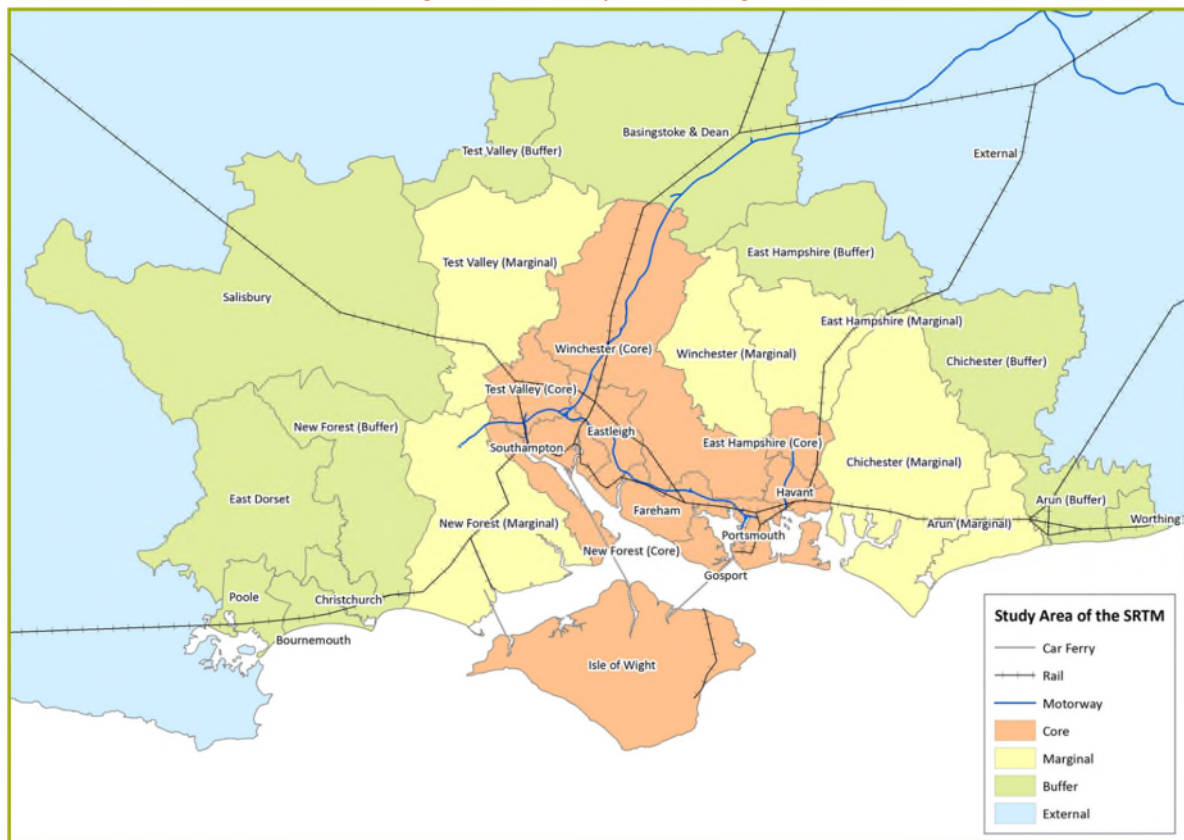 Basingstoke & Dean
Test Valley (Buffer)
External
East Hampshire (Buffer)
Test Valley (Marginal)
Salisbury
East Hampshire (Marginal)
Winchester (Core)
Winchester (Marginal)
Chichester (Buffer)
Test Valley (Core)
New Forest (Buffer)
Eastleigh
East Hampshire (Core)
Southampton
Chichester (Marginal)
Havant
East Dorset
Fareham
Arun (Buffer)
New Forest (Marginal)
Arun (Marginal)
Worthing
Portsmouth
New Forest (Core)
Gosport
Poole
Christchurch
Bournemouth
Isle of Wight
Study Area of the SRTM
Car Ferry
Rail
Motorway
Core
Marginal
Buffer
External